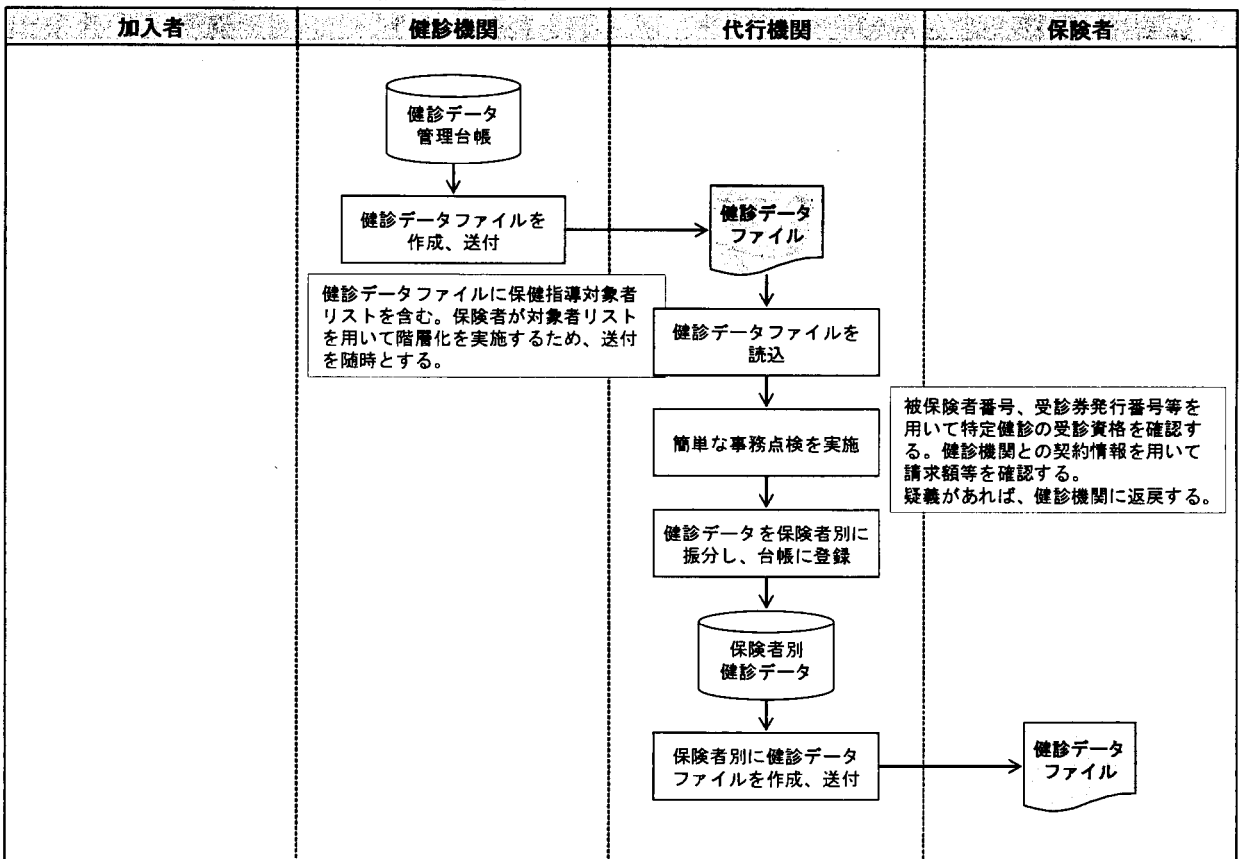 加入者
健診機関
代行機関
保険者
健診データ
管理台帳
健診データファイルを
作成、送付
健診データ
ファイル
健診データファイルに保健指導対象者
リストを含む。保険者が対象者リスト
を用いて階層化を実施するため、送付
を随時とする。
健診データファイルを
読込
簡単な事務点検を実施
被保険者番号、受診券発行番号等を
用いて特定健診の受診資格を確認す
る。健診機関との契約情報を用いて
請求額等を確認する。
疑義があれば、健診機関に返戻する。
健診データを保険者別に
振分し、台帳に登録
保険者別
健診データ
保険者別に健診データ
ファイルを作成、送付
健診データ
ファイル